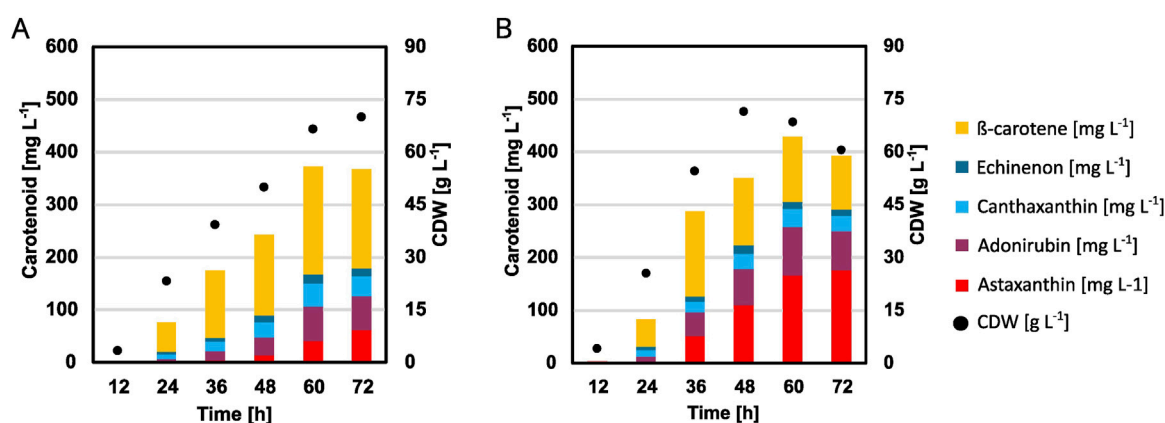 A
600
500
400
300
200
100
0
Carotenoid [mg L-1]
90
75
60
45
30
15
0
CDW [g L-1]
12 24 36 48 60 72
Time [h]
B
600
500
400
300
200
100
0
Carotenoid [mg L-1]
90
75
60
45
30
15
0
CDW [g L-1]
12 24 36 48 60 72
Time [h]
ß-carotene [mg L-1]
Echinenon [mg L-1]
Canthaxanthin [mg L-1]
Adonirubin [mg L-1]
Astaxanthin [mg L-1]
CDW [g L-1]